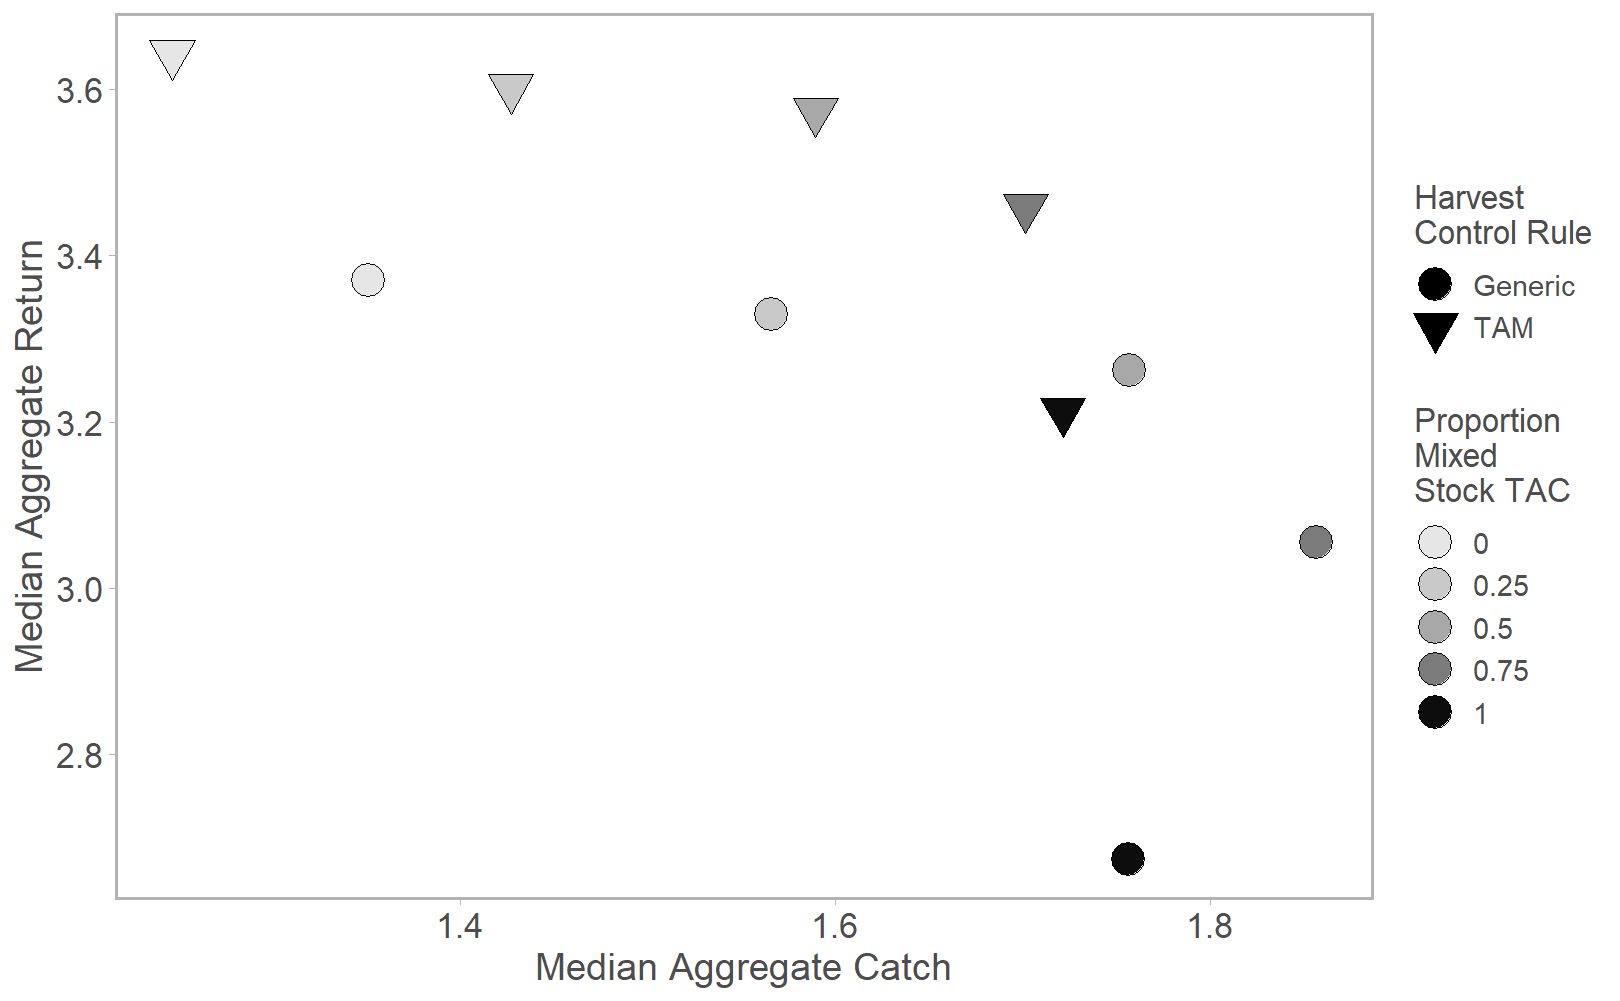 3.6
3.4
3.2
3.0
2.8
Median Aggregate Return
1.4
1.6
1.8
Median Aggregate Catch
Harvest
Control Rule
Generic
TAM
Proportion
Mixed
Stock TAC
0
0.25
0.5
0.75
1